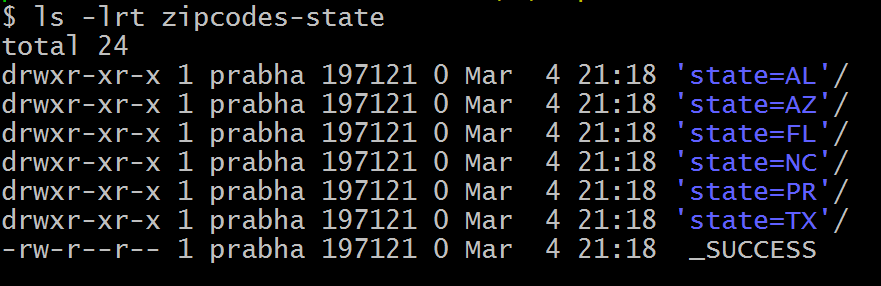 $ ls -lrt zipcodes-state
total 24
drwxr-xr-x 1 prabha 197121 0 Mar  4 21:18 'state=AL'/
drwxr-xr-x 1 prabha 197121 0 Mar  4 21:18 'state=AZ'/
drwxr-xr-x 1 prabha 197121 0 Mar  4 21:18 'state=FL'/
drwxr-xr-x 1 prabha 197121 0 Mar  4 21:18 'state=NC'/
drwxr-xr-x 1 prabha 197121 0 Mar  4 21:18 'state=PR'/
drwxr-xr-x 1 prabha 197121 0 Mar  4 21:18 'state=TX'/
-rw-r--r-- 1 prabha 197121 0 Mar  4 21:18  _SUCCESS